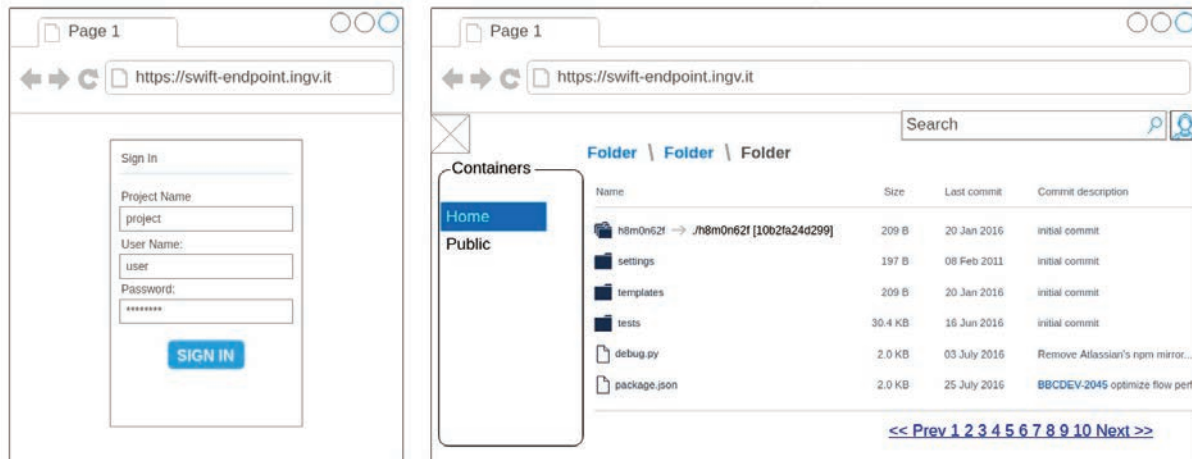 Page 1
https://swift-endpoint.ingv.it
Sign In
Project Name
project
User Name:
user
Password:
********
SIGN IN
Page 1
https://swift-endpoint.ingv.it
Search
Folder \ Folder \ Folder
Containers
Home
Public
Name Size Last commit Commit description
h8m0n62f → ./h8m0n62f [10b2fa24d299] 209 B 20 Jan 2016 initial commit
settings 197 B 08 Feb 2011 initial commit
templates 209 B 20 Jan 2016 initial commit
tests 30.4 KB 16 Jun 2016 initial commit
debug.py 2.0 KB 03 July 2016 Remove Atlassian's npm mirror...
package.json 2.0 KB 25 July 2016 BBCDEV-2045 optimize flow perf
<< Prev 1 2 3 4 5 6 7 8 9 10 Next >>